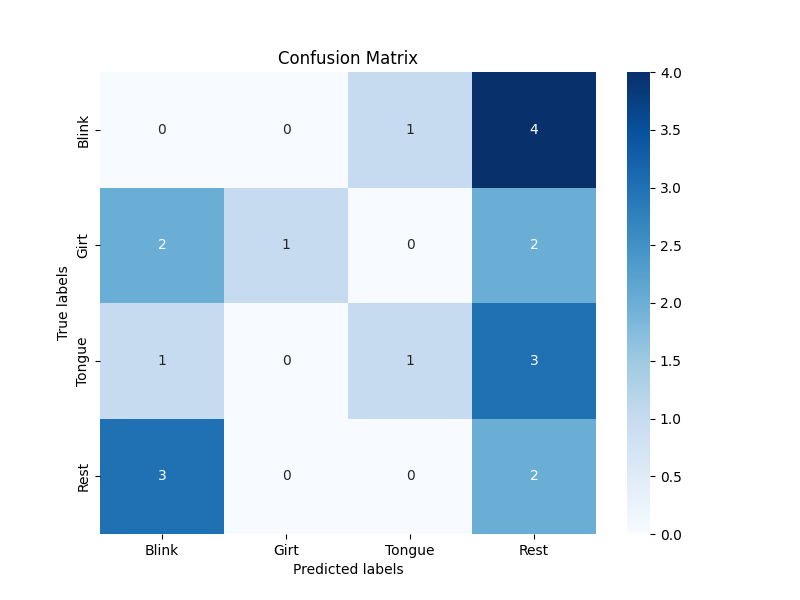 Confusion Matrix
True labels
Blink 0 0 1 4
Girt 2 1 0 2
Tongue 1 0 1 3
Rest 3 0 0 2
Blink Girt Tongue Rest
Predicted labels
4.0
3.5
3.0
2.5
2.0
1.5
1.0
0.5
0.0